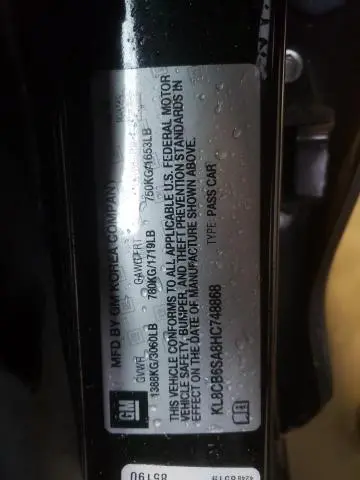 MFD BY GM KOREA COMPANY
GVWR GAWR FRT
1388KG/3060LB 780KG/1719LB 750KG/1653LB
THIS VEHICLE CONFORMS TO ALL APPLICABLE U.S. FEDERAL MOTOR
VEHICLE SAFETY, BUMPER, AND THEFT PREVENTION STANDARDS IN
EFFECT ON THE DATE OF MANUFACTURE SHOWN ABOVE.
KL8CB6SA8HC748868 TYPE: PASS CAR
GM
85190